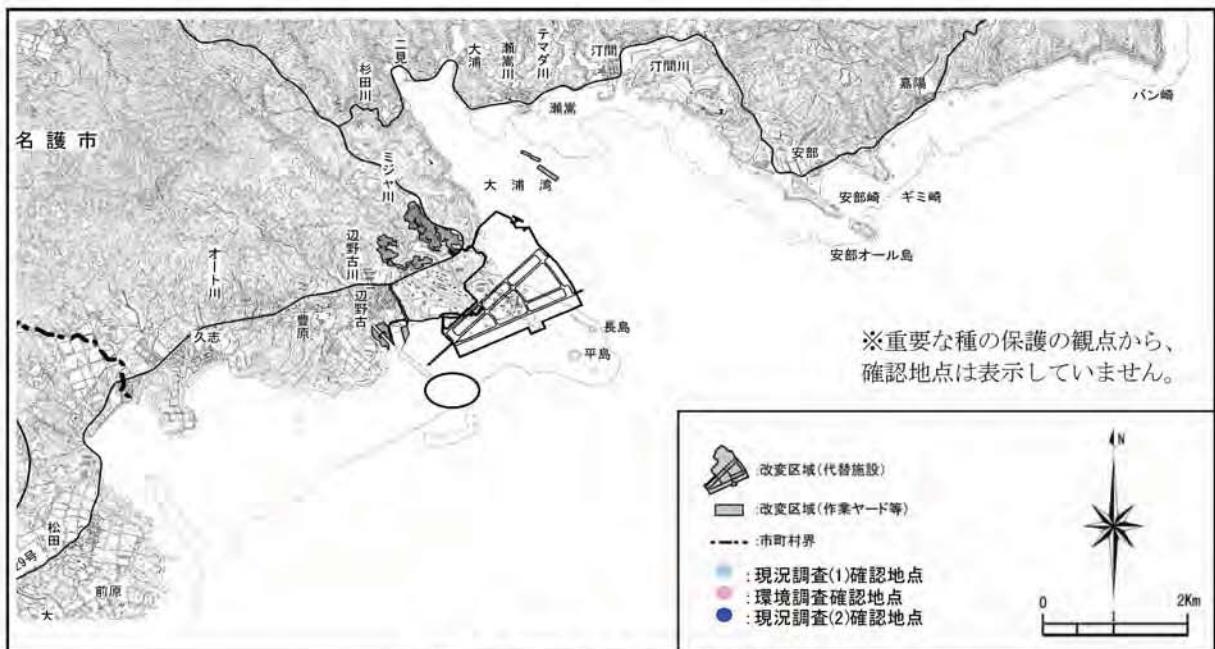 二見
杉田川
大浦
瀬嵩川
テマダ川
汀間
汀間川
嘉陽
バン崎
名護市
瀬嵩
安部
ミジャ川
大浦湾
安部崎
ギミ崎
安部オール島
オート川
辺野古川
辺野古
久志
豊原
長島
平島
※重要な種の保護の観点から、
確認地点は表示していません。
:改変区域(代替施設)
:改変区域(作業ヤード等)
:市町村界
:現況調査(1)確認地点
:環境調査確認地点
:現況調査(2)確認地点
N
0 1 2Km
松田
29号
前原
大